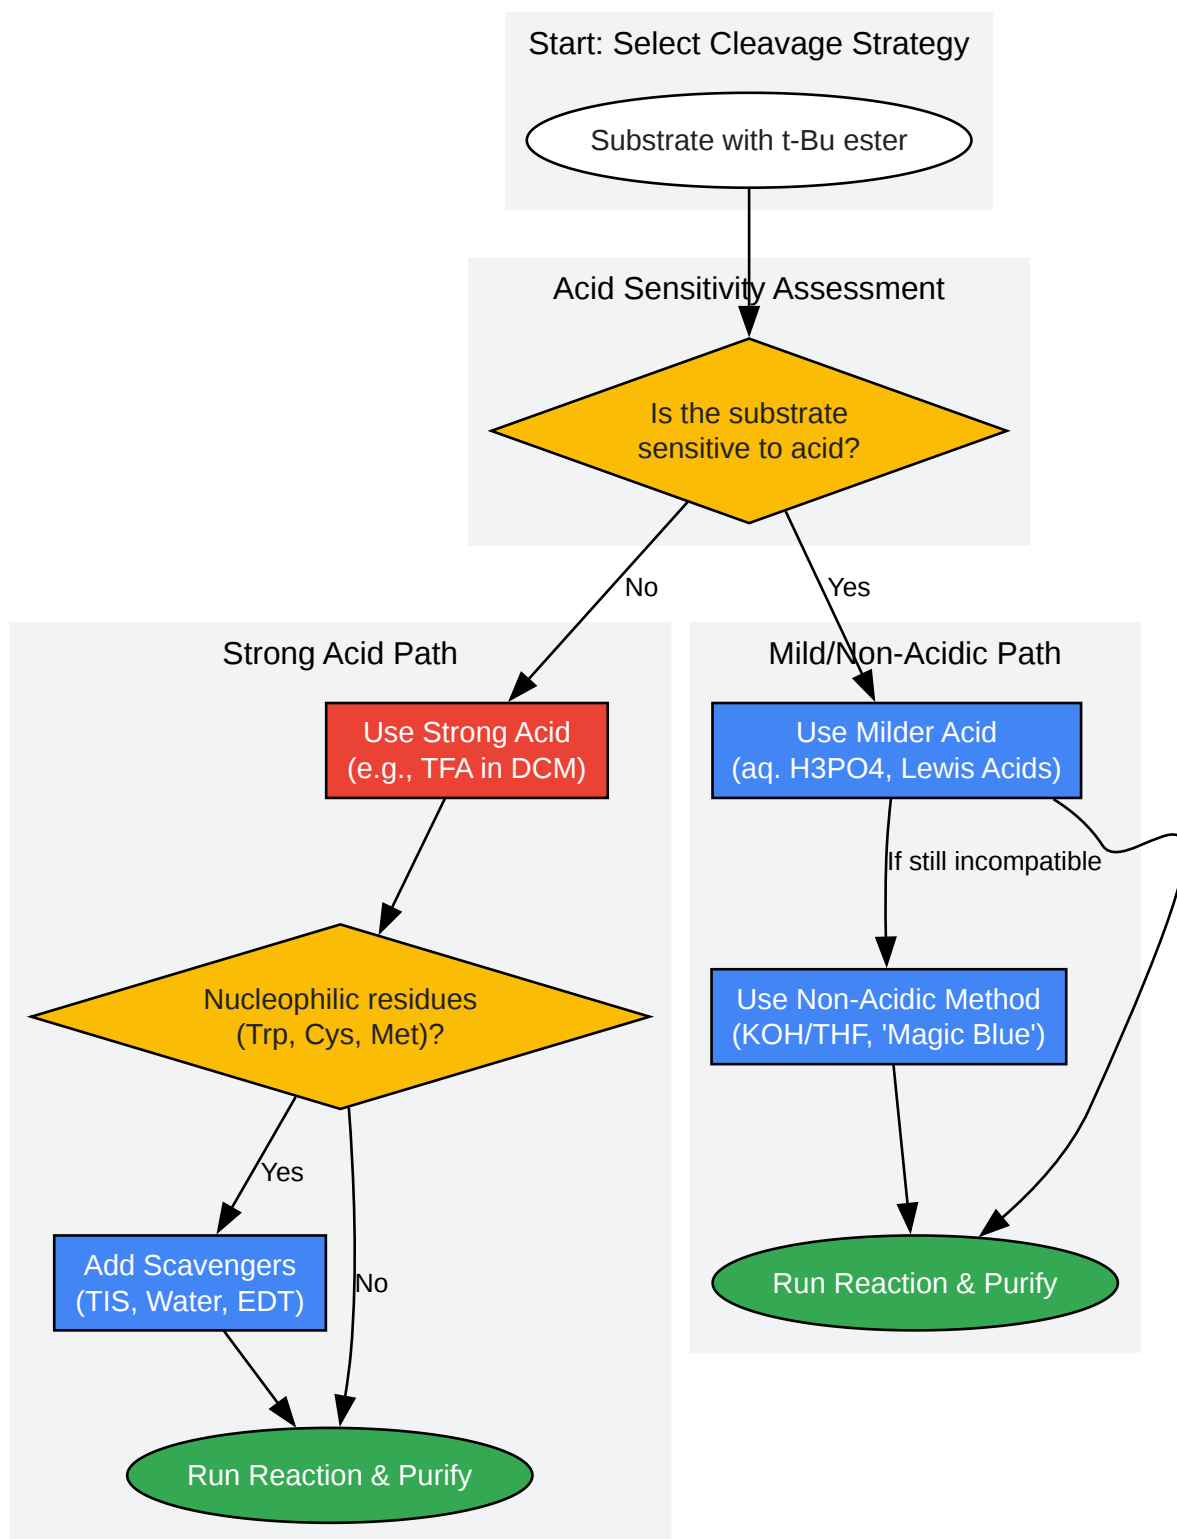 Start: Select Cleavage Strategy
Substrate with t-Bu ester
Acid Sensitivity Assessment
Is the substrate
sensitive to acid?
No
Yes
Strong Acid Path
Use Strong Acid
(e.g., TFA in DCM)
Nucleophilic residues
(Trp, Cys, Met)?
Yes
No
Add Scavengers
(TIS, Water, EDT)
Run Reaction & Purify
Mild/Non-Acidic Path
Use Milder Acid
(aq. H3PO4, Lewis Acids)
If still incompatible
Use Non-Acidic Method
(KOH/THF, 'Magic Blue')
Run Reaction & Purify